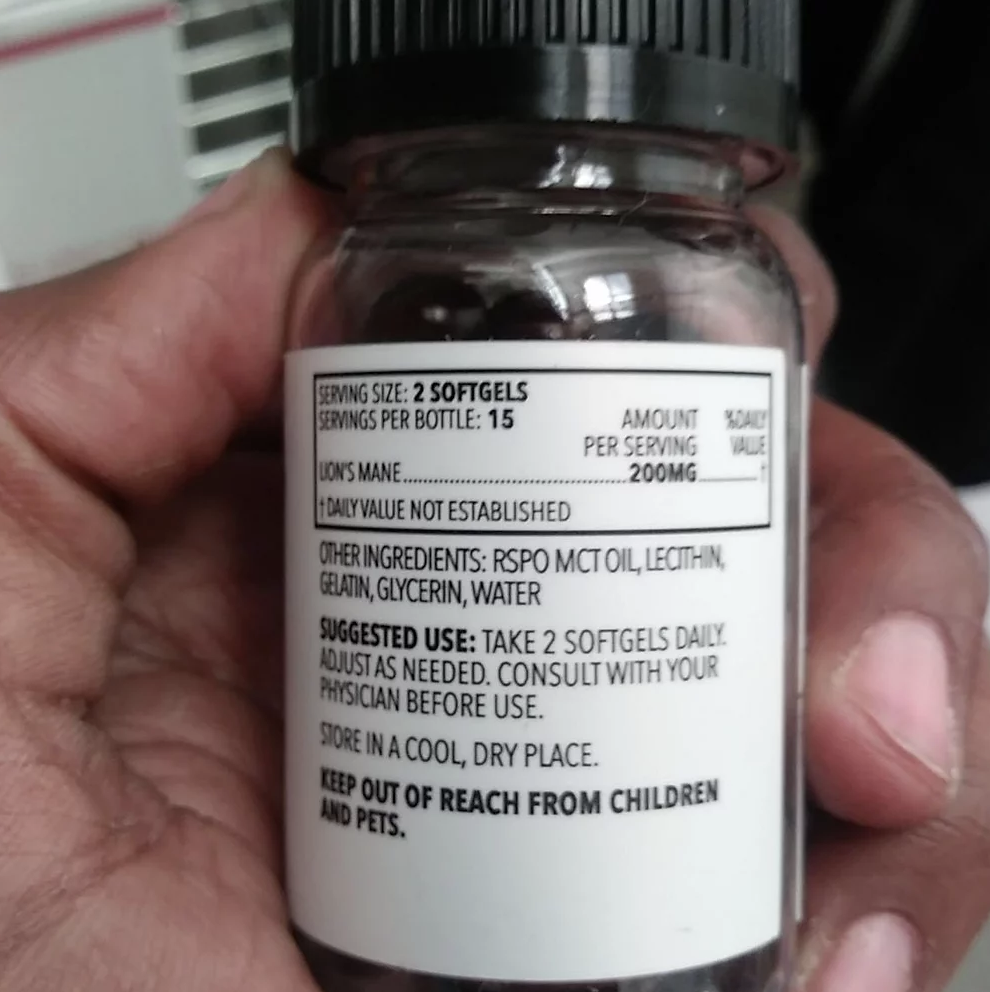 SERVING SIZE: 2 SOFTGELS
SERVINGS PER BOTTLE: 15 AMOUNT %DAILY
PER SERVING VALUE
LION'S MANE........................................200MG............†
† DAILY VALUE NOT ESTABLISHED
OTHER INGREDIENTS: RSPO MCT OIL, LECITHIN,
GELATIN, GLYCERIN, WATER
SUGGESTED USE: TAKE 2 SOFTGELS DAILY.
ADJUST AS NEEDED. CONSULT WITH YOUR
PHYSICIAN BEFORE USE.
STORE IN A COOL, DRY PLACE.
KEEP OUT OF REACH FROM CHILDREN
AND PETS.